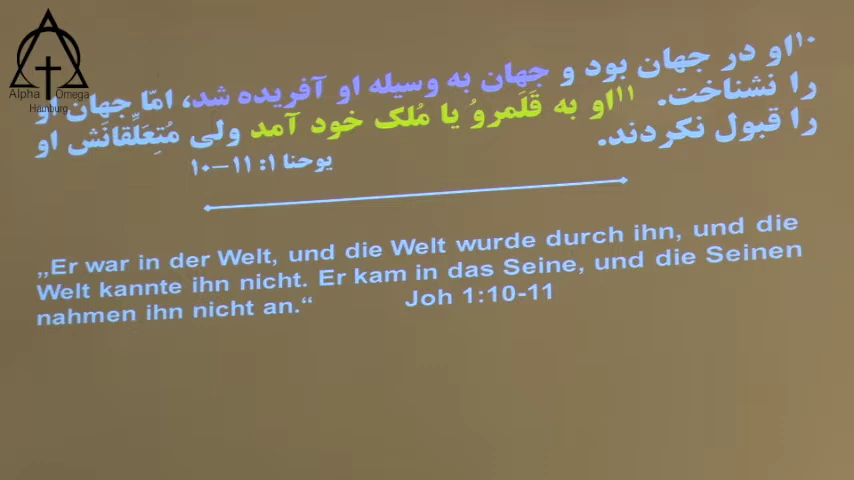 Alpha Omega
Hamburg
۱۰او در جهان بود و جهان به وسیله او آفریده شد، امّا جهان او
را نشناخت. ۱۱او به قَلَمروُ یا مُلک خود آمد ولی مُتِعَلِّقانَش او
را قبول نکردند.
یوحنا ۱: ۱۱–۱۰
„Er war in der Welt, und die Welt wurde durch ihn, und die
Welt kannte ihn nicht. Er kam in das Seine, und die Seinen
nahmen ihn nicht an.“ Joh 1:10-11